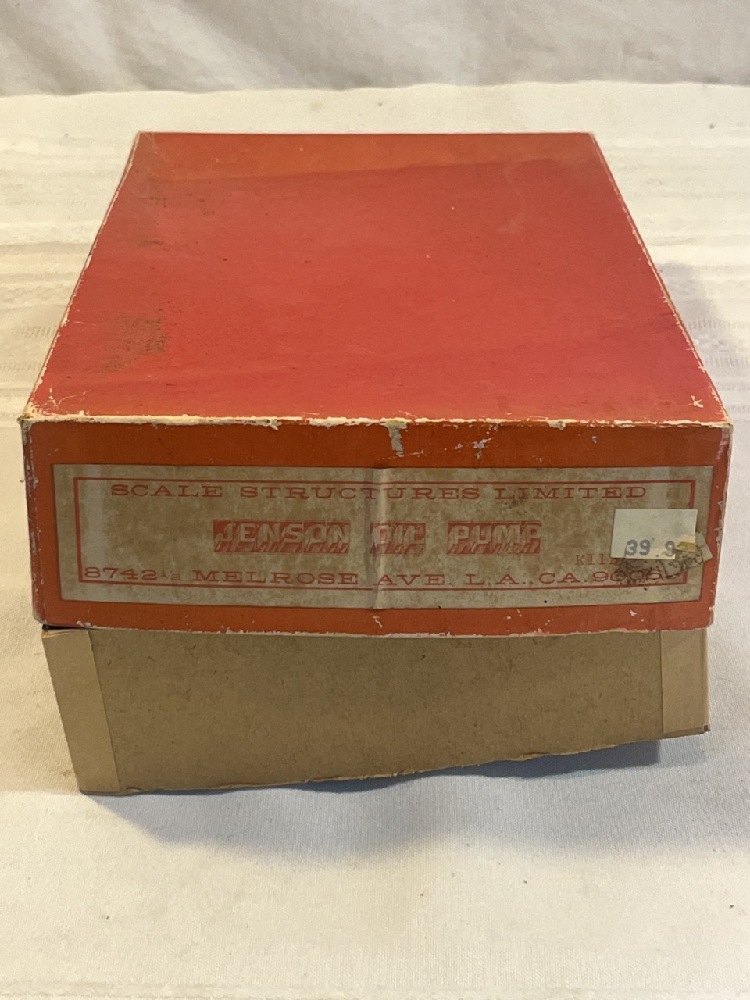 SCALE STRUCTURES LIMITED
JENSON OIL PUMP
39.9
8742½ MELROSE AVE. L.A., CA.